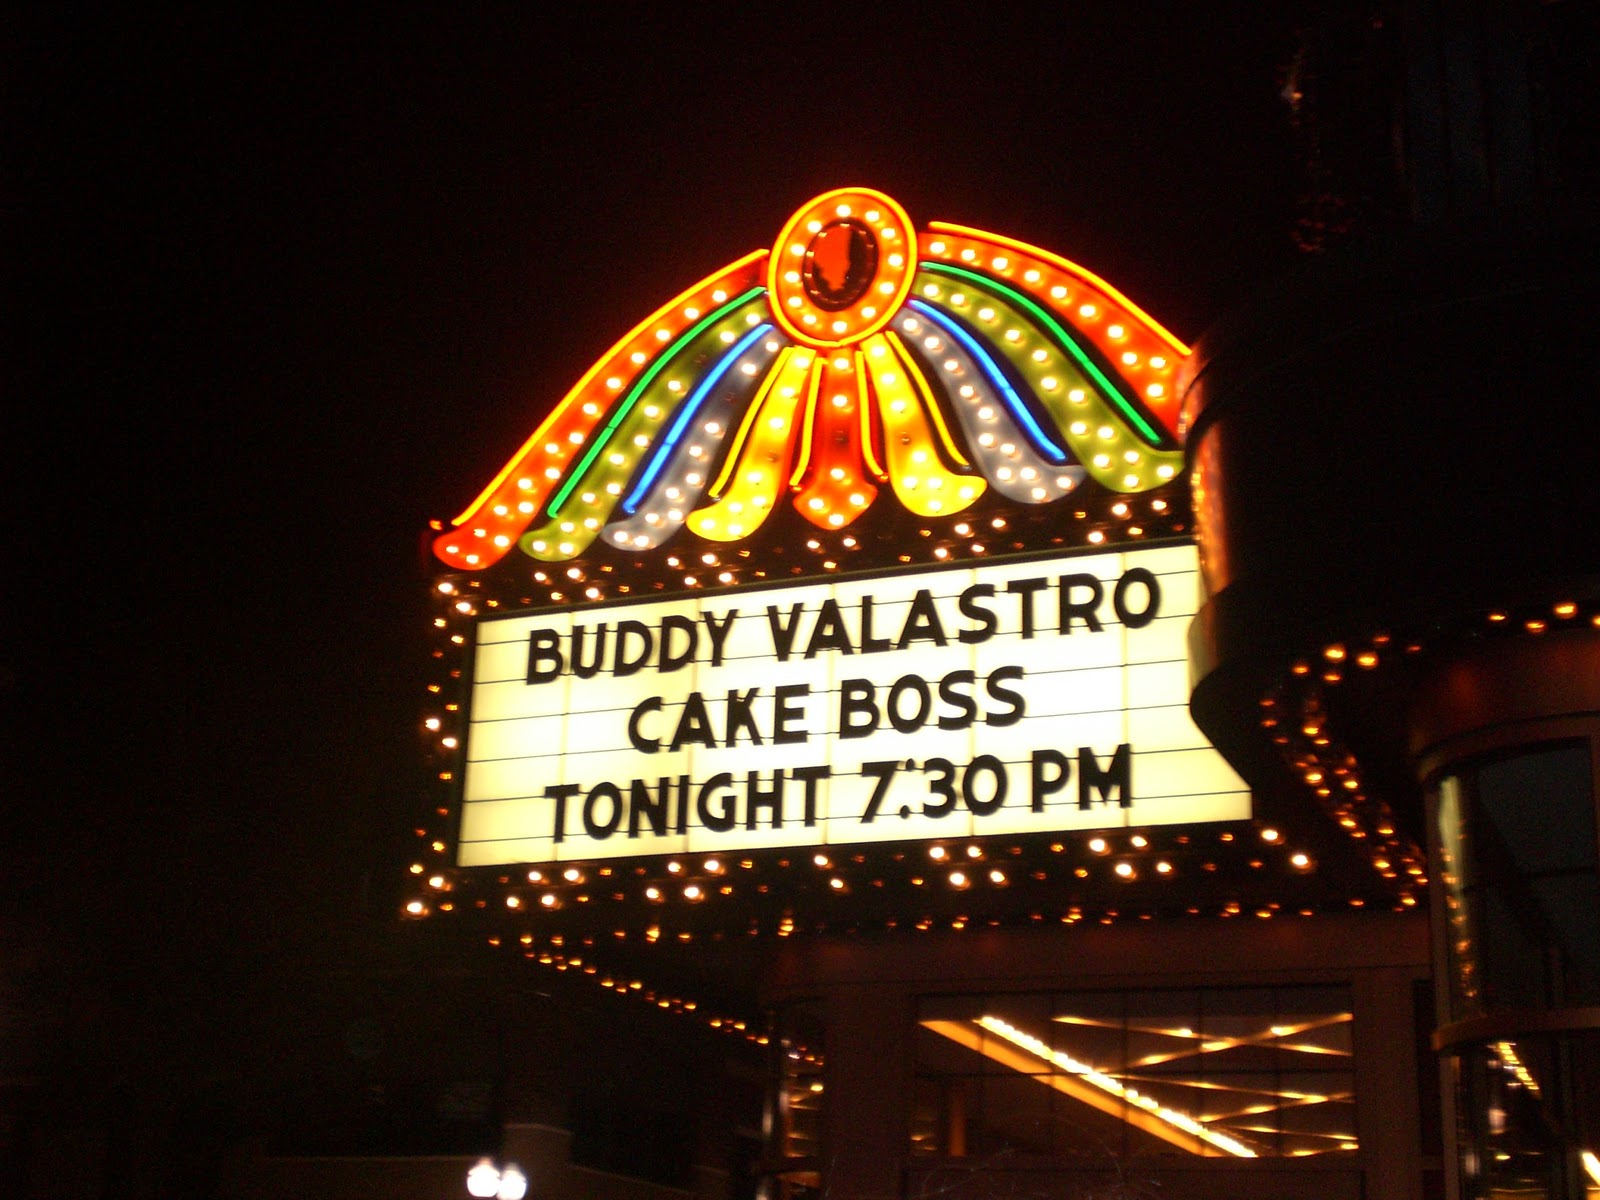 BUDDY VALASTRO
CAKE BOSS
TONIGHT 7:30 PM